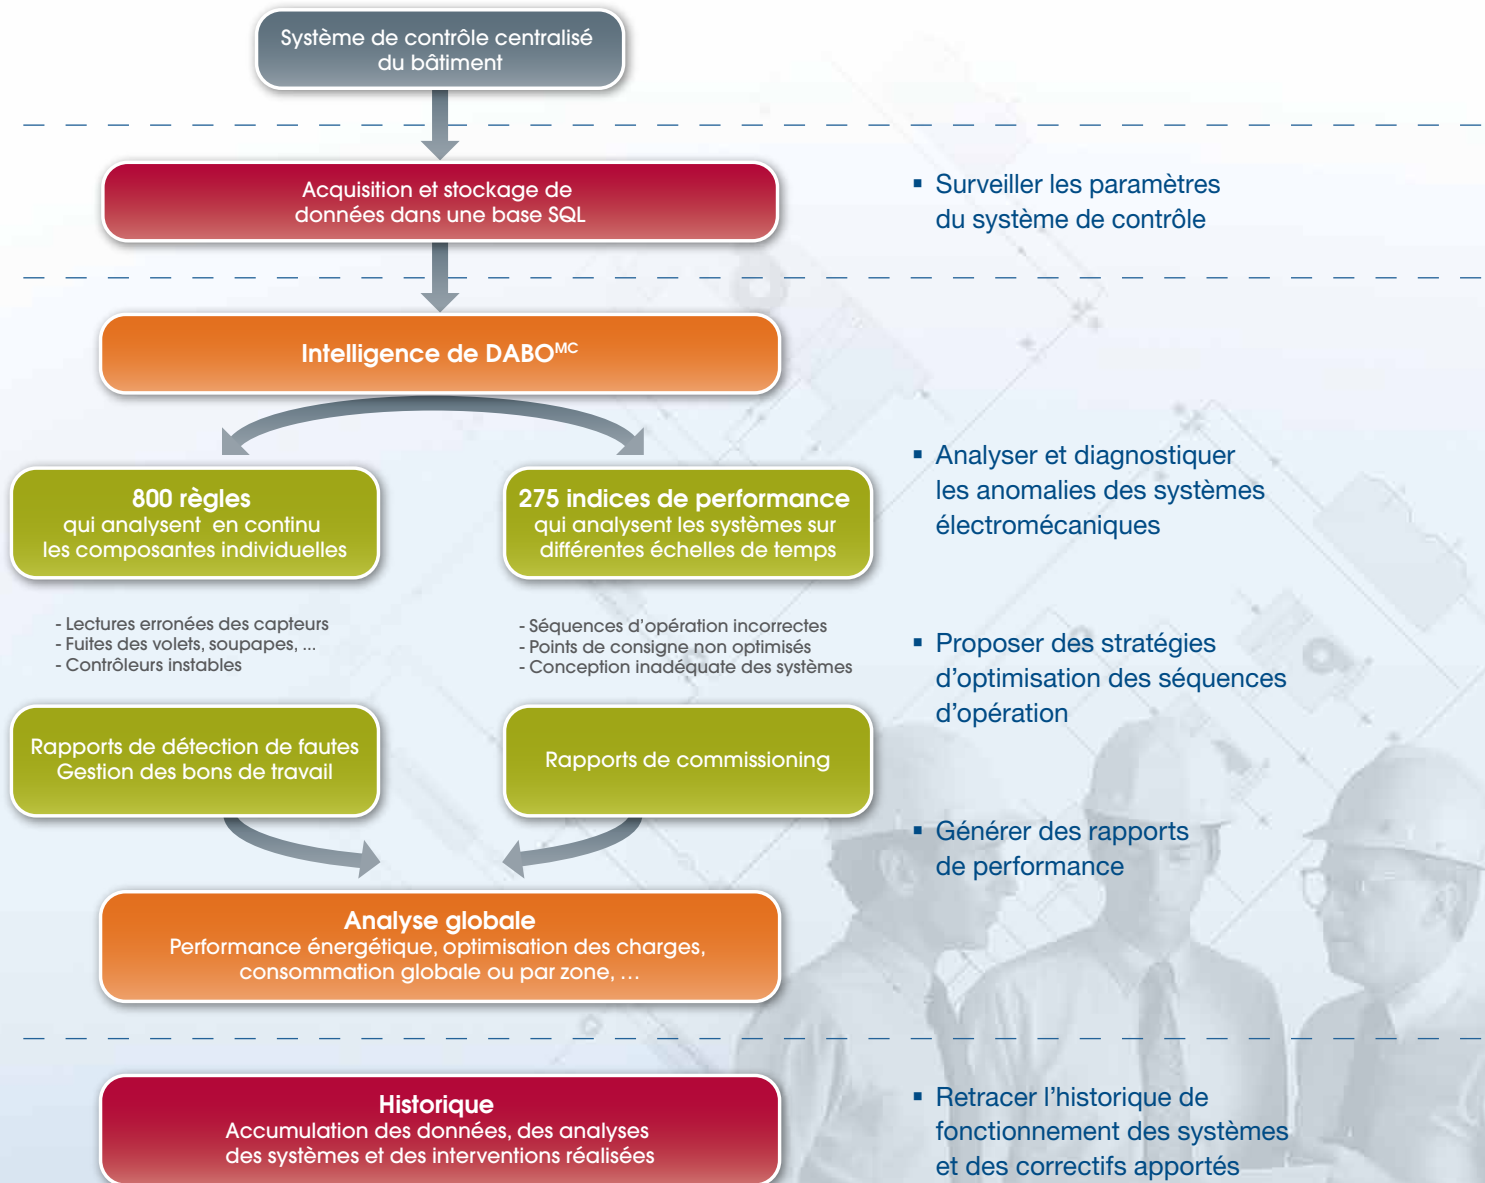 Système de contrôle centralisé
du bâtiment
Acquisition et stockage de
données dans une base SQL
▪ Surveiller les paramètres
du système de contrôle
Intelligence de DABOMC
800 règles
qui analysent en continu
les composantes individuelles
275 indices de performance
qui analysent les systèmes sur
différentes échelles de temps
▪ Analyser et diagnostiquer
les anomalies des systèmes
électromécaniques
- Lectures erronées des capteurs
- Fuites des volets, soupapes, ...
- Contrôleurs instables
- Séquences d'opération incorrectes
- Points de consigne non optimisés
- Conception inadéquate des systèmes
▪ Proposer des stratégies
d'optimisation des séquences
d'opération
Rapports de détection de fautes
Gestion des bons de travail
Rapports de commissioning
▪ Générer des rapports
de performance
Analyse globale
Performance énergétique, optimisation des charges,
consommation globale ou par zone, ...
Historique
Accumulation des données, des analyses
des systèmes et des interventions réalisées
▪ Retracer l'historique de
fonctionnement des systèmes
et des correctifs apportés